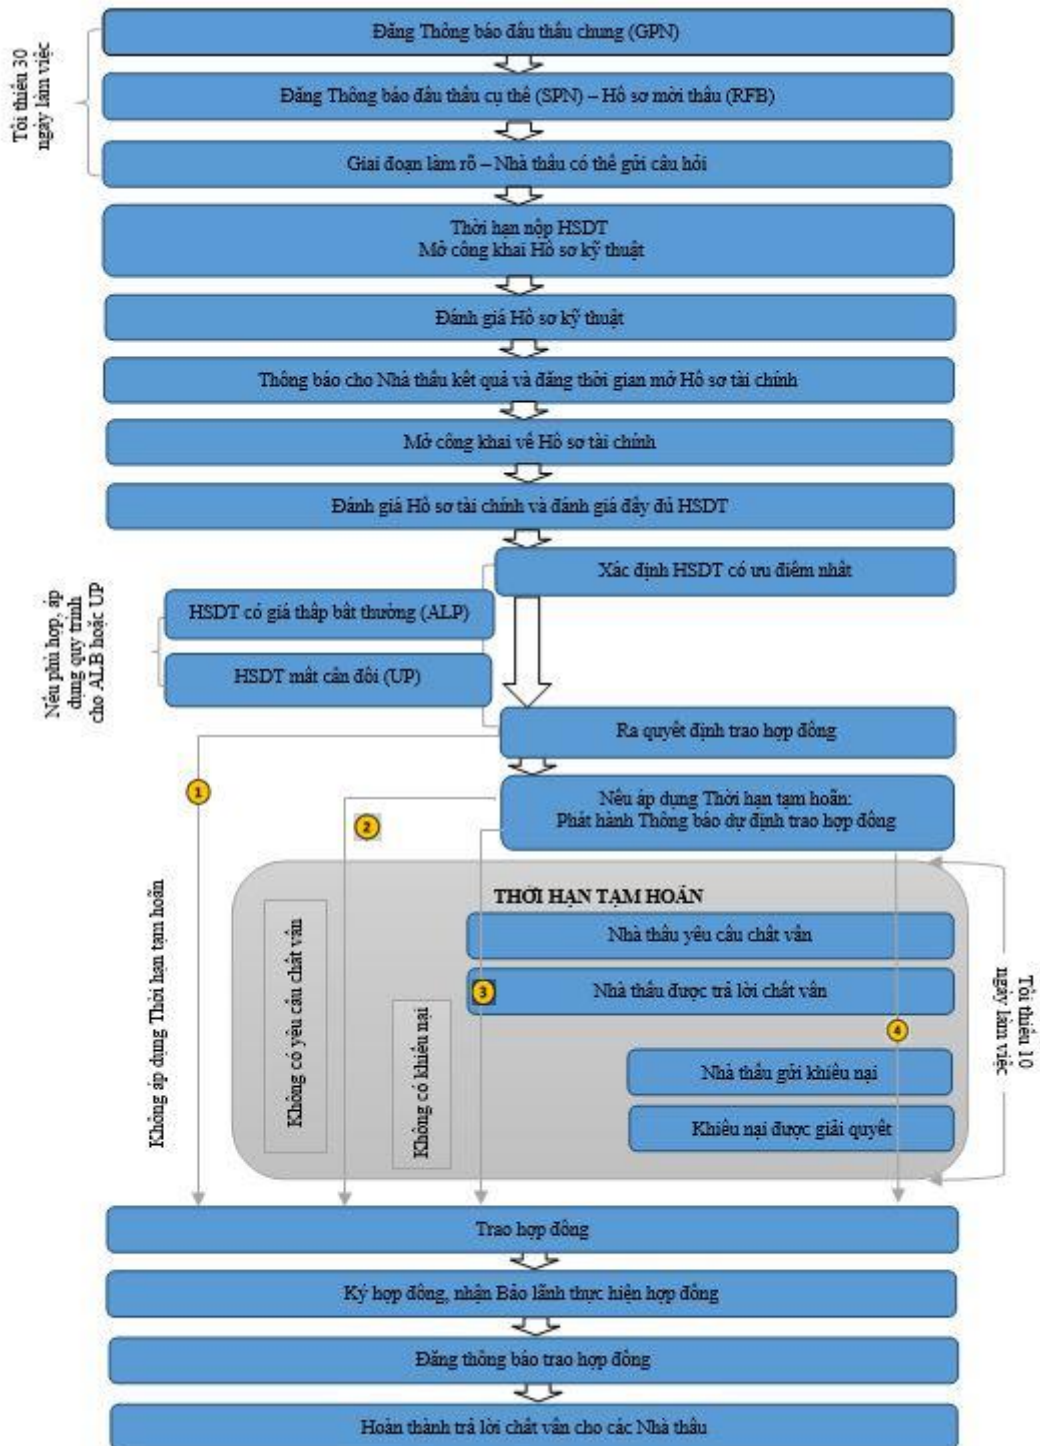 Đăng Thông báo đấu thầu chung (GPN)
Tối thiểu 30
ngày làm việc
Đăng Thông báo đấu thầu cụ thể (SPN) – Hồ sơ mời thầu (RFB)
Giai đoạn làm rõ – Nhà thầu có thể gửi câu hỏi
Thời hạn nộp HSDT
Mở công khai Hồ sơ kỹ thuật
Đánh giá Hồ sơ kỹ thuật
Thông báo cho Nhà thầu kết quả và đăng thời gian mở Hồ sơ tài chính
Mở công khai về Hồ sơ tài chính
Đánh giá Hồ sơ tài chính và đánh giá đầy đủ HSDT
Xác định HSDT có ưu điểm nhất
Nếu phù hợp, áp
dụng quy trình
cho ALB hoặc UP
HSDT có giá thấp bất thường (ALP)
HSDT mất cân đối (UP)
Ra quyết định trao hợp đồng
1
Nếu áp dụng Thời hạn tạm hoãn:
Phát hành Thông báo dự định trao hợp đồng
2
Không áp dụng Thời hạn tạm hoãn
THỜI HẠN TẠM HOÃN
Không có yêu cầu chất vấn
Nhà thầu yêu cầu chất vấn
3
Nhà thầu được trả lời chất vấn
Không có khiếu nại
4
Tối thiểu 10
ngày làm việc
Nhà thầu gửi khiếu nại
Khiếu nại được giải quyết
Trao hợp đồng
Ký hợp đồng, nhận Bảo lãnh thực hiện hợp đồng
Đăng thông báo trao hợp đồng
Hoàn thành trả lời chất vấn cho các Nhà thầu